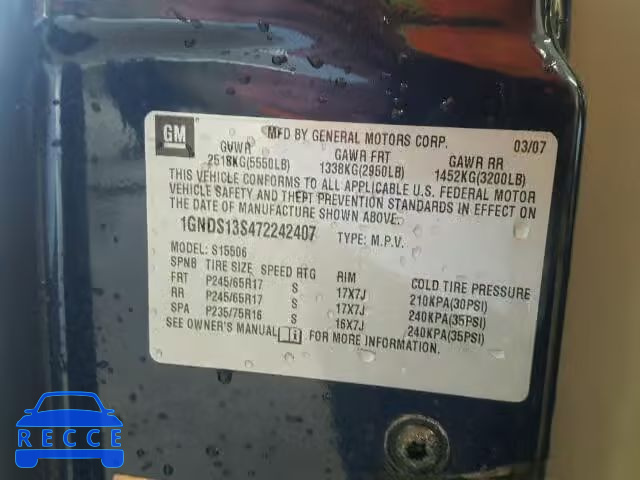 GM
MFD BY GENERAL MOTORS CORP. 03/07
GVWR GAWR FRT GAWR RR
2518KG(5550LB) 1338KG(2950LB) 1452KG(3200LB)
THIS VEHICLE CONFORMS TO ALL APPLICABLE U.S. FEDERAL MOTOR
VEHICLE SAFETY AND THEFT PREVENTION STANDARDS IN EFFECT ON
THE DATE OF MANUFACTURE SHOWN ABOVE.
1GNDS13S472242407 TYPE: M.P.V.
MODEL: S15506
SPNB TIRE SIZE SPEED RTG RIM COLD TIRE PRESSURE
FRT P245/65R17 S 17X7J 210KPA(30PSI)
RR P245/65R17 S 17X7J 240KPA(35PSI)
SPA P235/75R16 S 16X7J 240KPA(35PSI)
SEE OWNER'S MANUAL FOR MORE INFORMATION.
RECCE